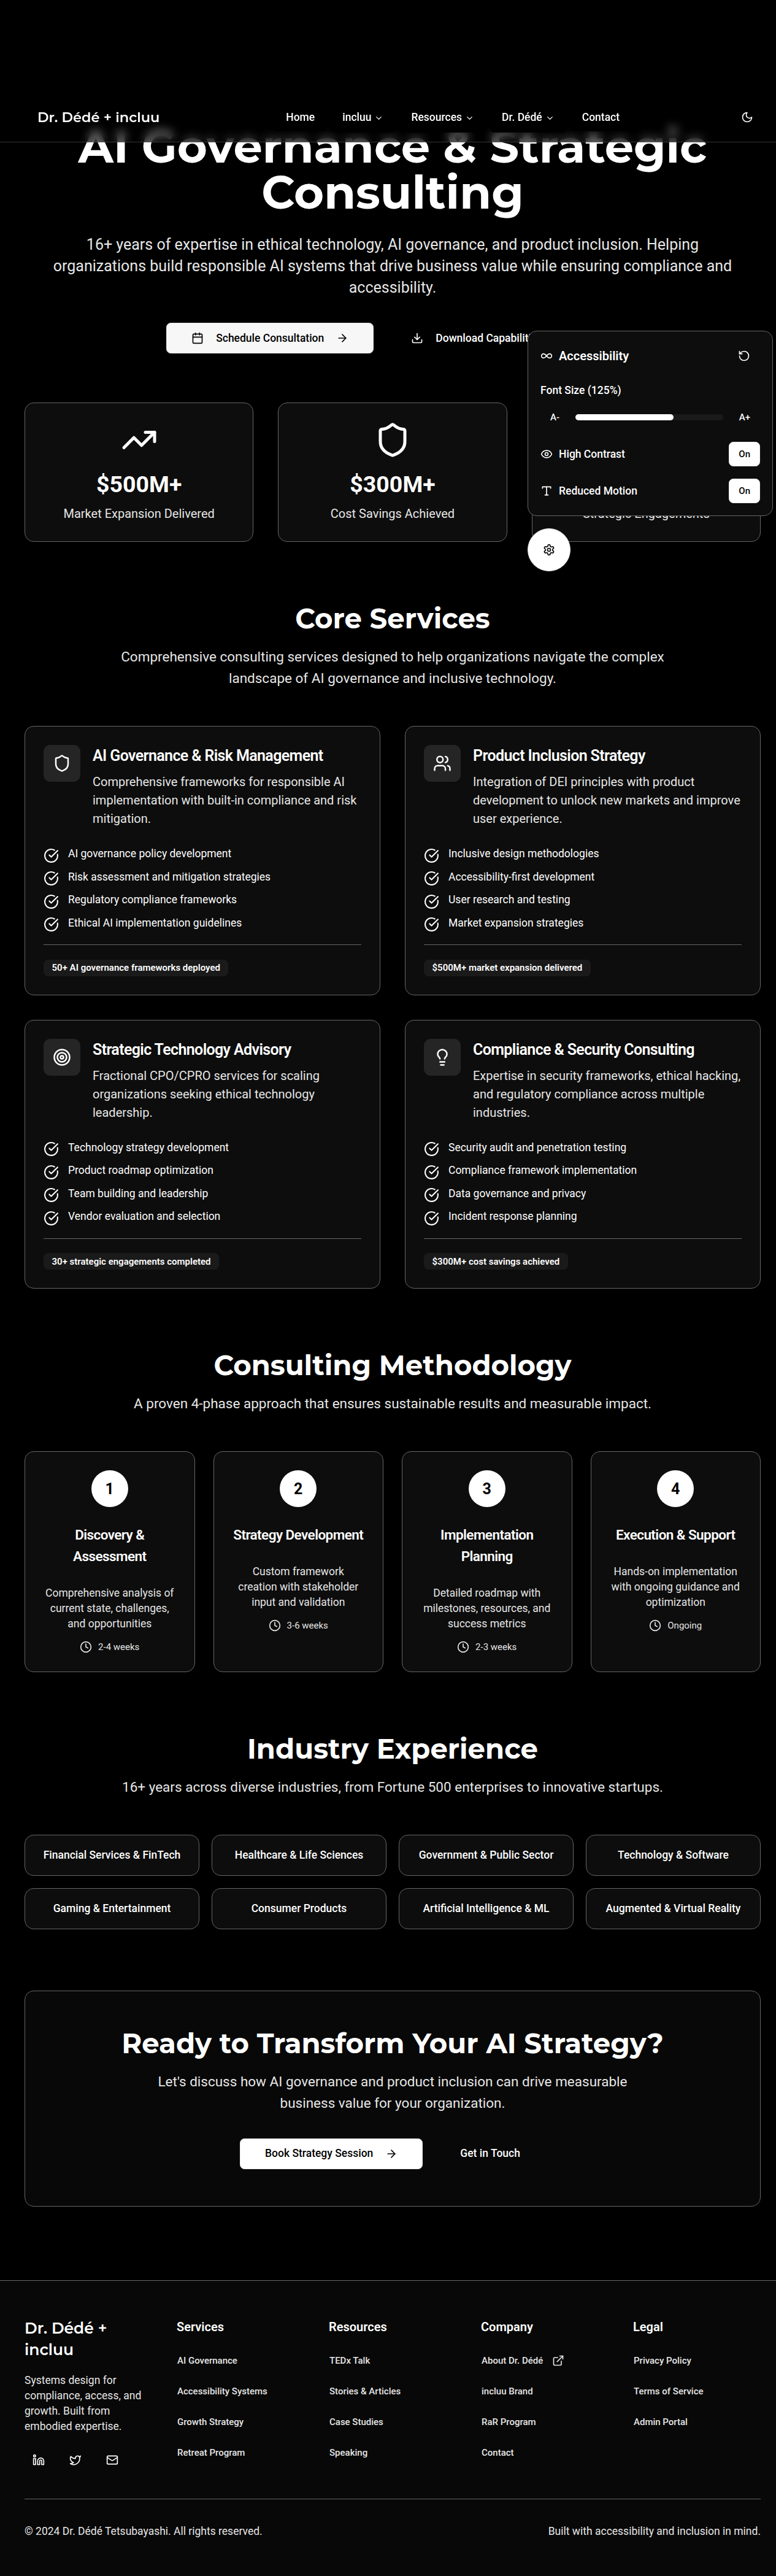 Dr. Dédé + incluu
Home
incluu
Resources
Dr. Dédé
Contact
AI Governance & Strategic
Consulting
16+ years of expertise in ethical technology, AI governance, and product inclusion. Helping
organizations build responsible AI systems that drive business value while ensuring compliance and
accessibility.
Schedule Consultation
Download Capabilit
Accessibility
Font Size (125%)
A-
A+
High Contrast
On
Reduced Motion
On
$500M+
Market Expansion Delivered
$300M+
Cost Savings Achieved
Strategic Engagements
Core Services
Comprehensive consulting services designed to help organizations navigate the complex
landscape of AI governance and inclusive technology.
AI Governance & Risk Management
Comprehensive frameworks for responsible AI
implementation with built-in compliance and risk
mitigation.
AI governance policy development
Risk assessment and mitigation strategies
Regulatory compliance frameworks
Ethical AI implementation guidelines
50+ AI governance frameworks deployed
Product Inclusion Strategy
Integration of DEI principles with product
development to unlock new markets and improve
user experience.
Inclusive design methodologies
Accessibility-first development
User research and testing
Market expansion strategies
$500M+ market expansion delivered
Strategic Technology Advisory
Fractional CPO/CPRO services for scaling
organizations seeking ethical technology
leadership.
Technology strategy development
Product roadmap optimization
Team building and leadership
Vendor evaluation and selection
30+ strategic engagements completed
Compliance & Security Consulting
Expertise in security frameworks, ethical hacking,
and regulatory compliance across multiple
industries.
Security audit and penetration testing
Compliance framework implementation
Data governance and privacy
Incident response planning
$300M+ cost savings achieved
Consulting Methodology
A proven 4-phase approach that ensures sustainable results and measurable impact.
1
Discovery &
Assessment
Comprehensive analysis of
current state, challenges,
and opportunities
2-4 weeks
2
Strategy Development
Custom framework
creation with stakeholder
input and validation
3-6 weeks
3
Implementation
Planning
Detailed roadmap with
milestones, resources, and
success metrics
2-3 weeks
4
Execution & Support
Hands-on implementation
with ongoing guidance and
optimization
Ongoing
Industry Experience
16+ years across diverse industries, from Fortune 500 enterprises to innovative startups.
Financial Services & FinTech
Healthcare & Life Sciences
Government & Public Sector
Technology & Software
Gaming & Entertainment
Consumer Products
Artificial Intelligence & ML
Augmented & Virtual Reality
Ready to Transform Your AI Strategy?
Let's discuss how AI governance and product inclusion can drive measurable
business value for your organization.
Book Strategy Session
Get in Touch
Dr. Dédé +
incluu
Systems design for
compliance, access, and
growth. Built from
embodied expertise.
Services
AI Governance
Accessibility Systems
Growth Strategy
Retreat Program
Resources
TEDx Talk
Stories & Articles
Case Studies
Speaking
Company
About Dr. Dédé
incluu Brand
RaR Program
Contact
Legal
Privacy Policy
Terms of Service
Admin Portal
© 2024 Dr. Dédé Tetsubayashi. All rights reserved.
Built with accessibility and inclusion in mind.